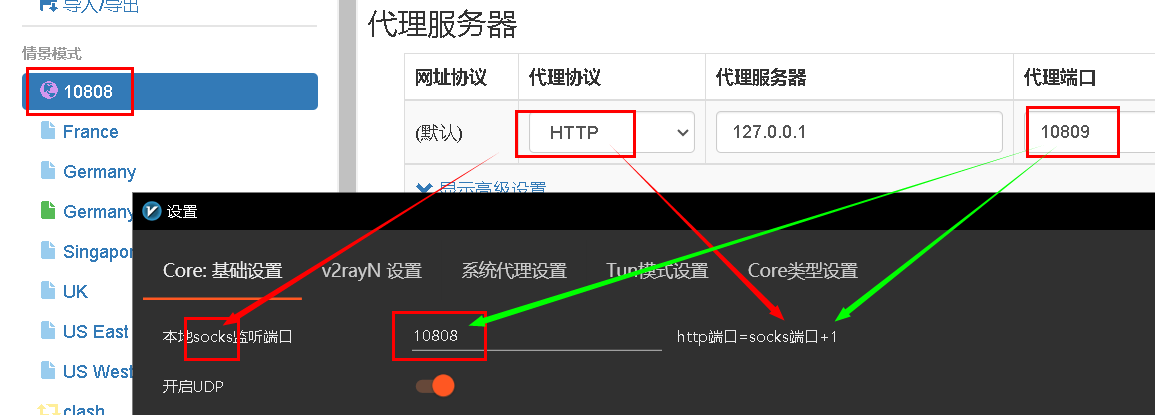 导入/导出
代理服务器
情景模式
网址协议 代理协议 代理服务器 代理端口
10808
(默认) HTTP 127.0.0.1 10809
France
Germany
显示高级设置
Germany
设置
Singapor
Core: 基础设置 v2rayN 设置 系统代理设置 Tun模式设置 Core类型设置
UK
US East
本地socks监听端口 10808 http端口=socks端口+1
US West
开启UDP
clash